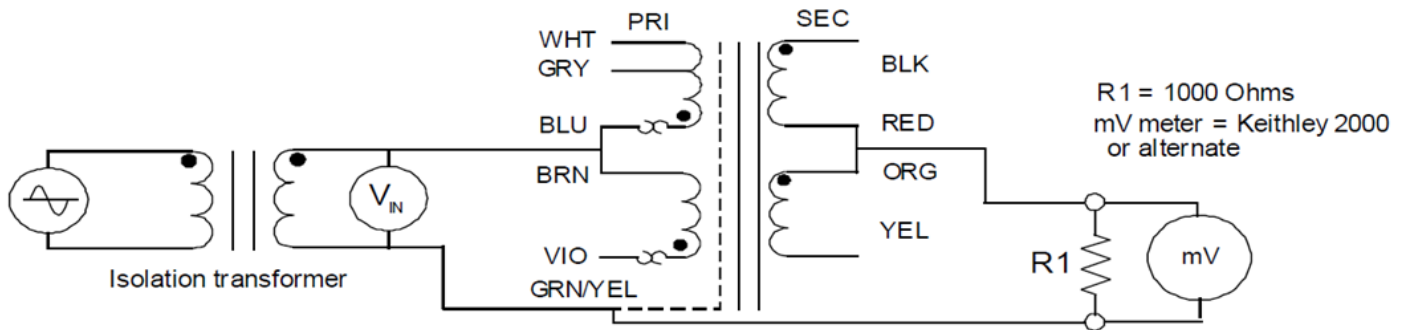 PRI
SEC
WHT
GRY
BLK
R1 = 1000 Ohms
mV meter = Keithley 2000
or alternate
BLU
RED
BRN
ORG
V_IN
VIO
YEL
R1
mV
Isolation transformer
GRN/YEL